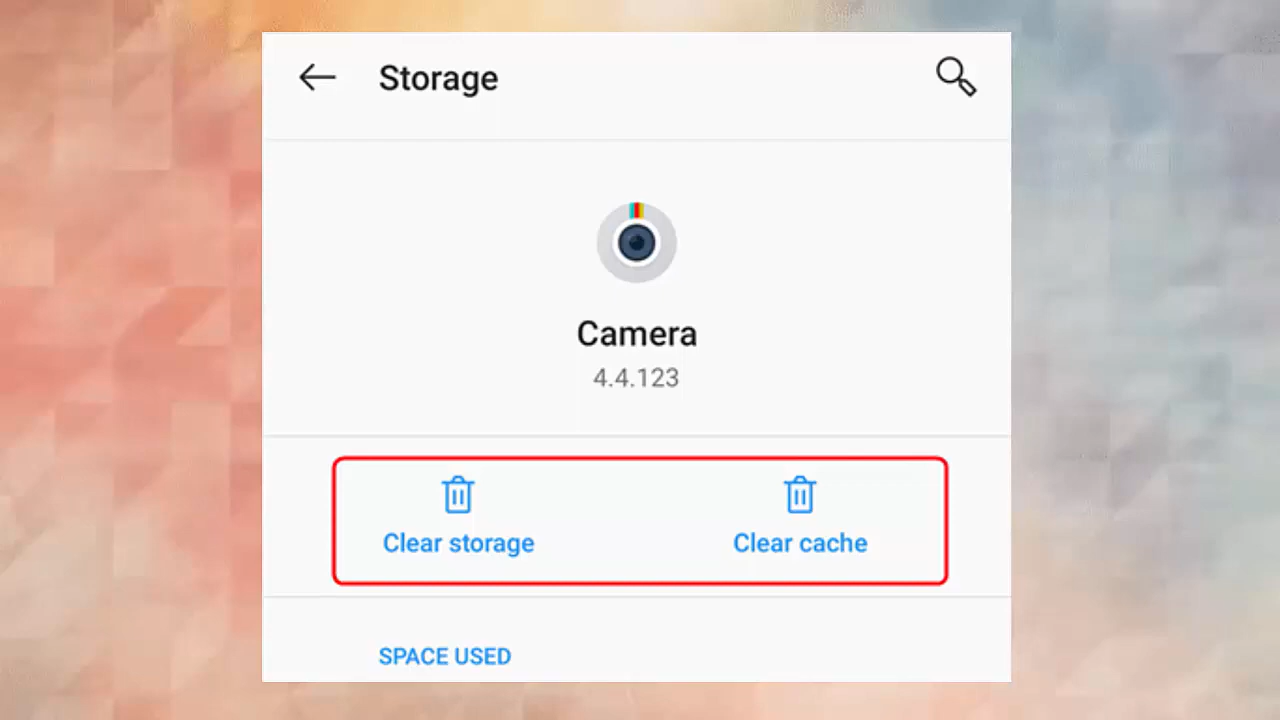 Storage
Camera
4.4.123
Clear storage Clear cache
SPACE USED